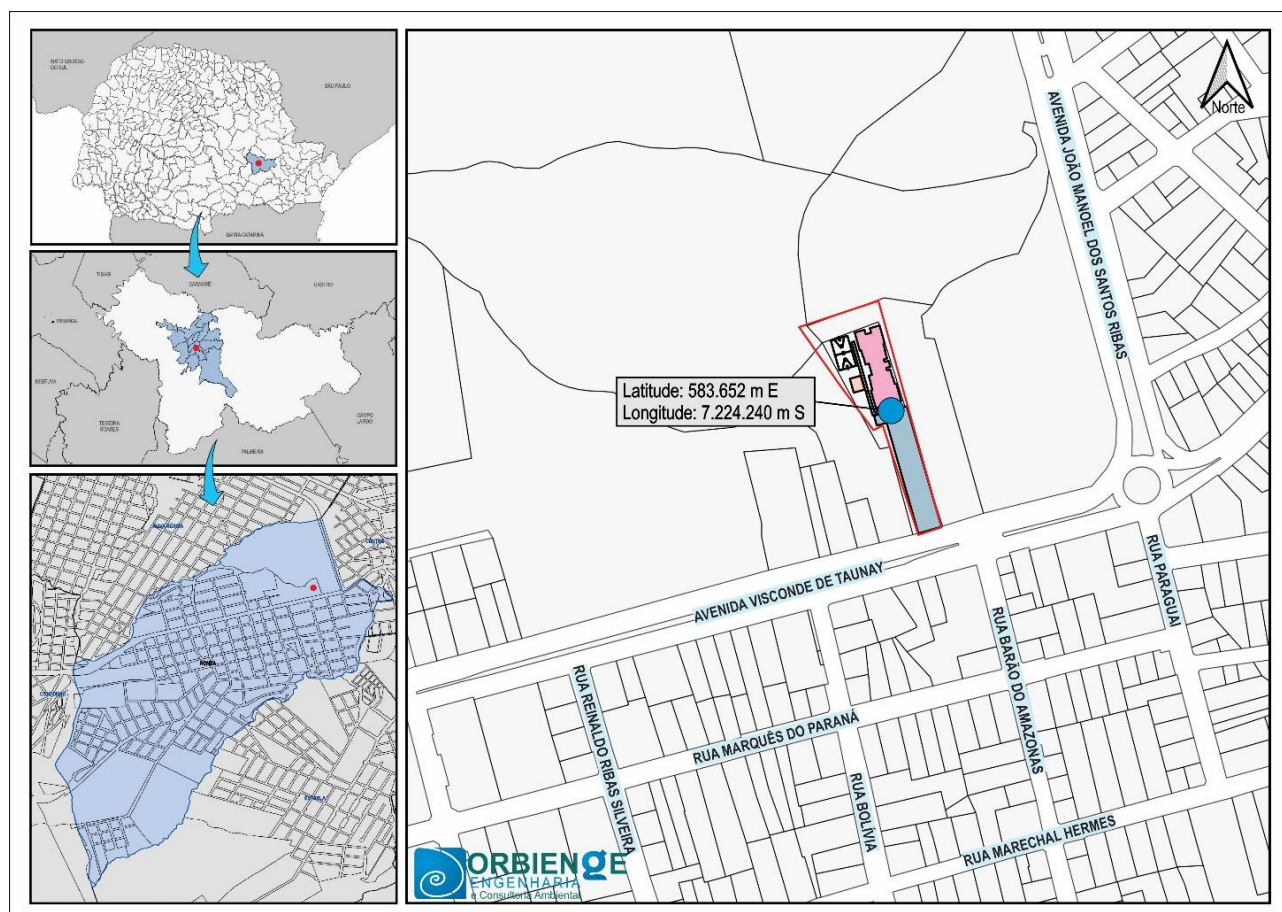 MATO GROSSO
DO SUL
SÃO PAULO
SANTA CATARINA
TIBAGI
CARAMBEÍ
CASTRO
IPIRANGA
IMBITUVA
TEIXEIRA
SOARES
CAMPO
LARGO
PALMEIRA
CENTRO
RONDA
CONTORNO
ESTRELA
Norte
AVENIDA JOÃO MANOEL DOS SANTOS RIBAS
Latitude: 583.652 m E
Longitude: 7.224.240 m S
AVENIDA VISCONDE DE TAUNAY
RUA PARAGUAI
RUA BARÃO DO AMAZONAS
RUA REINALDO RIBAS SILVEIRA
RUA MARQUÊS DO PARANÁ
RUA BOLÍVIA
RUA MARECHAL HERMES
ORBIENGE
ENGENHARIA
e Consultoria Ambiental